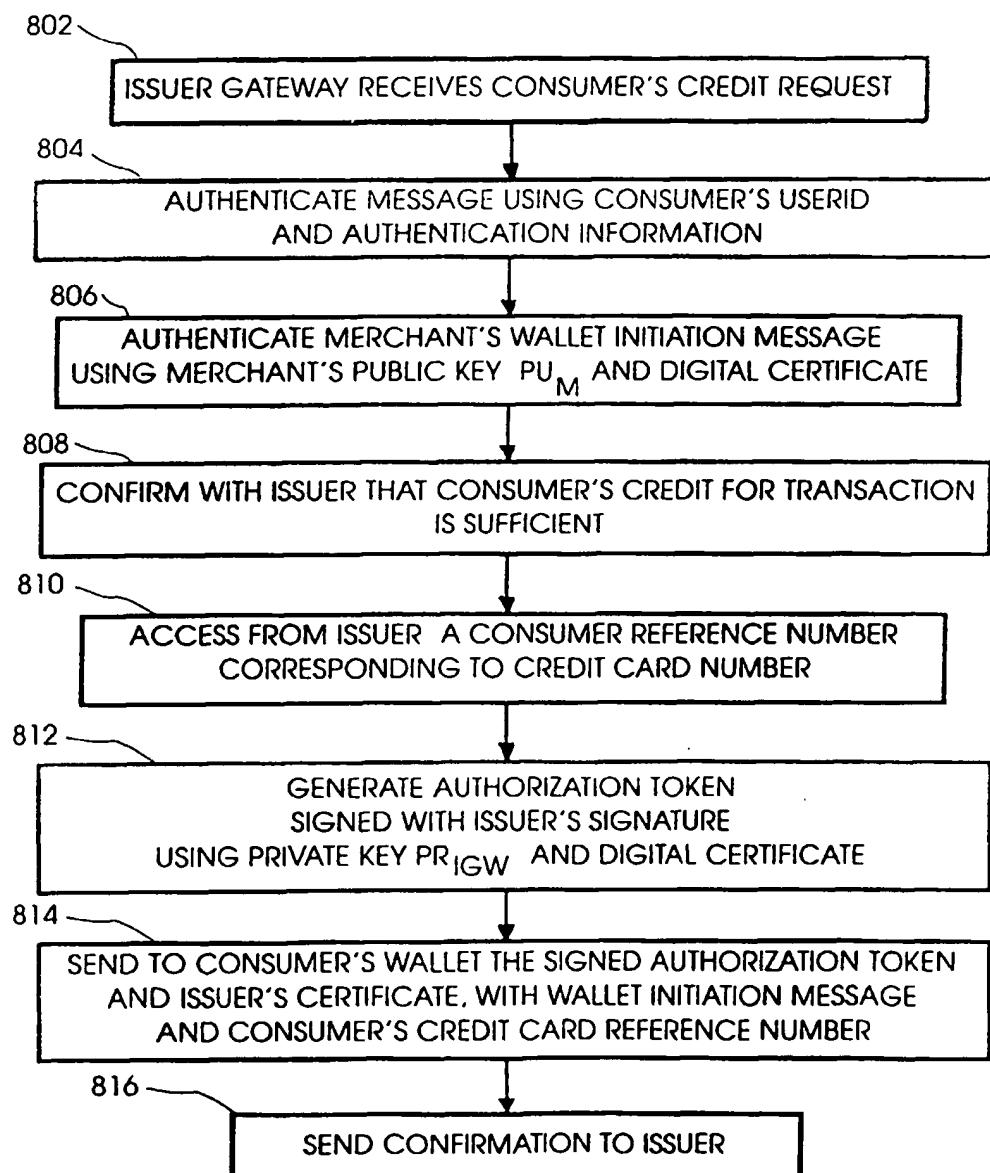 802
ISSUER GATEWAY RECEIVES CONSUMER'S CREDIT REQUEST
804
AUTHENTICATE MESSAGE USING CONSUMER'S USERID
AND AUTHENTICATION INFORMATION
806
AUTHENTICATE MERCHANT'S WALLET INITIATION MESSAGE
USING MERCHANT'S PUBLIC KEY PU_M AND DIGITAL CERTIFICATE
808
CONFIRM WITH ISSUER THAT CONSUMER'S CREDIT FOR TRANSACTION
IS SUFFICIENT
810
ACCESS FROM ISSUER A CONSUMER REFERENCE NUMBER
CORRESPONDING TO CREDIT CARD NUMBER
812
GENERATE AUTHORIZATION TOKEN
SIGNED WITH ISSUER'S SIGNATURE
USING PRIVATE KEY PR_IGW AND DIGITAL CERTIFICATE
814
SEND TO CONSUMER'S WALLET THE SIGNED AUTHORIZATION TOKEN
AND ISSUER'S CERTIFICATE, WITH WALLET INITIATION MESSAGE
AND CONSUMER'S CREDIT CARD REFERENCE NUMBER
816
SEND CONFIRMATION TO ISSUER